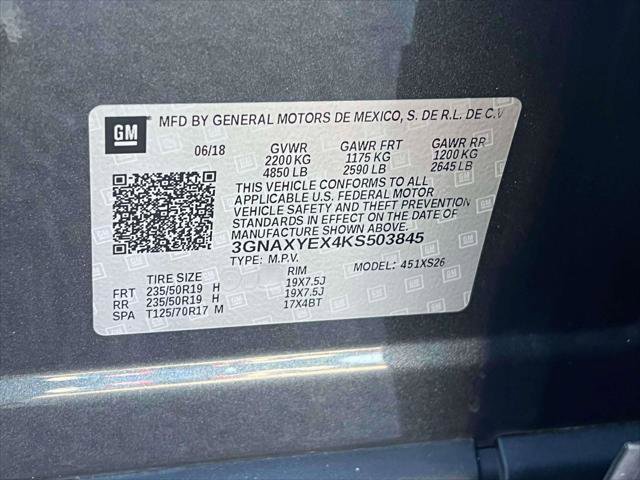 GM
MFD BY GENERAL MOTORS DE MEXICO, S. DE R.L. DE C.V
06/18 GVWR GAWR FRT GAWR RR
2200 KG 1175 KG 1200 KG
4850 LB 2590 LB 2645 LB
THIS VEHICLE CONFORMS TO ALL
APPLICABLE U.S. FEDERAL MOTOR
VEHICLE SAFETY AND THEFT PREVENTION
STANDARDS IN EFFECT ON THE DATE OF
MANUFACTURE SHOWN ABOVE.
3GNAXYEX4KS503845
TYPE: M.P.V. MODEL: 451XS26
TIRE SIZE RIM
FRT 235/50R19 H 19X7.5J
RR 235/50R19 H 19X7.5J
SPA T125/70R17 M 17X4BT